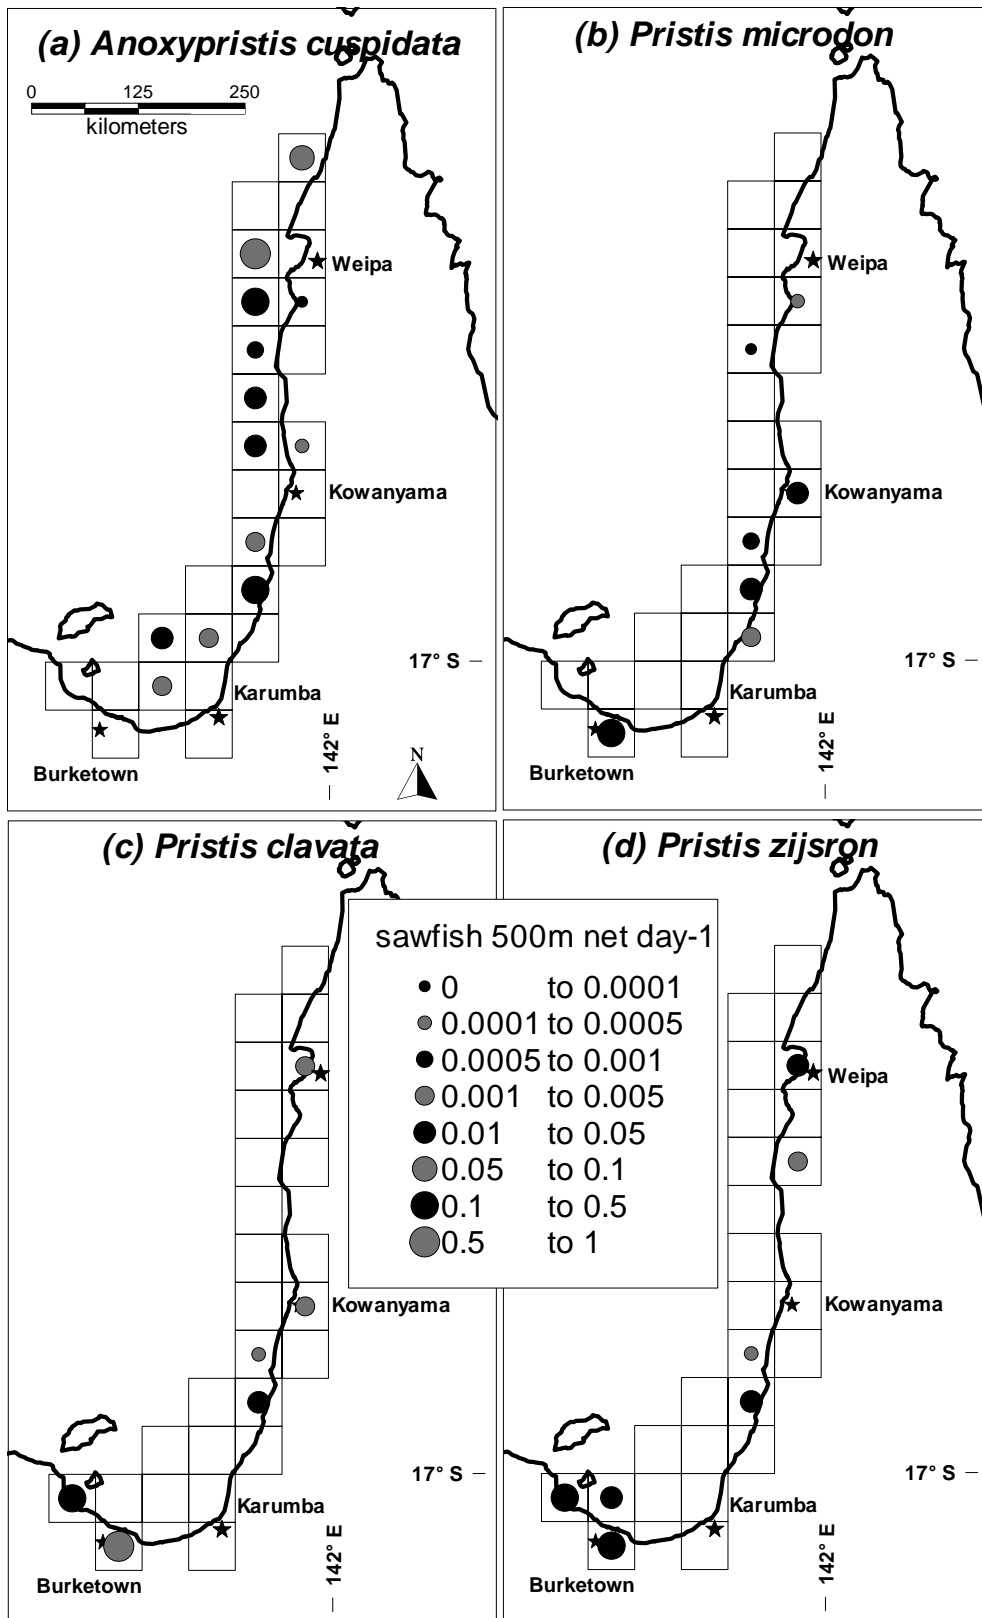 (a) Anoxypristis cuspidata
0 125 250
kilometers
Weipa
Kowanyama
17° S
Karumba
142° E
Burketown
N
(b) Pristis microdon
Weipa
Kowanyama
17° S
Karumba
142° E
Burketown
(c) Pristis clavata
Kowanyama
17° S
Karumba
142° E
Burketown
sawfish 500m net day-1
0 to 0.0001
0.0001 to 0.0005
0.0005 to 0.001
0.001 to 0.005
0.01 to 0.05
0.05 to 0.1
0.1 to 0.5
0.5 to 1
(d) Pristis zijsron
Weipa
Kowanyama
17° S
Karumba
142° E
Burketown